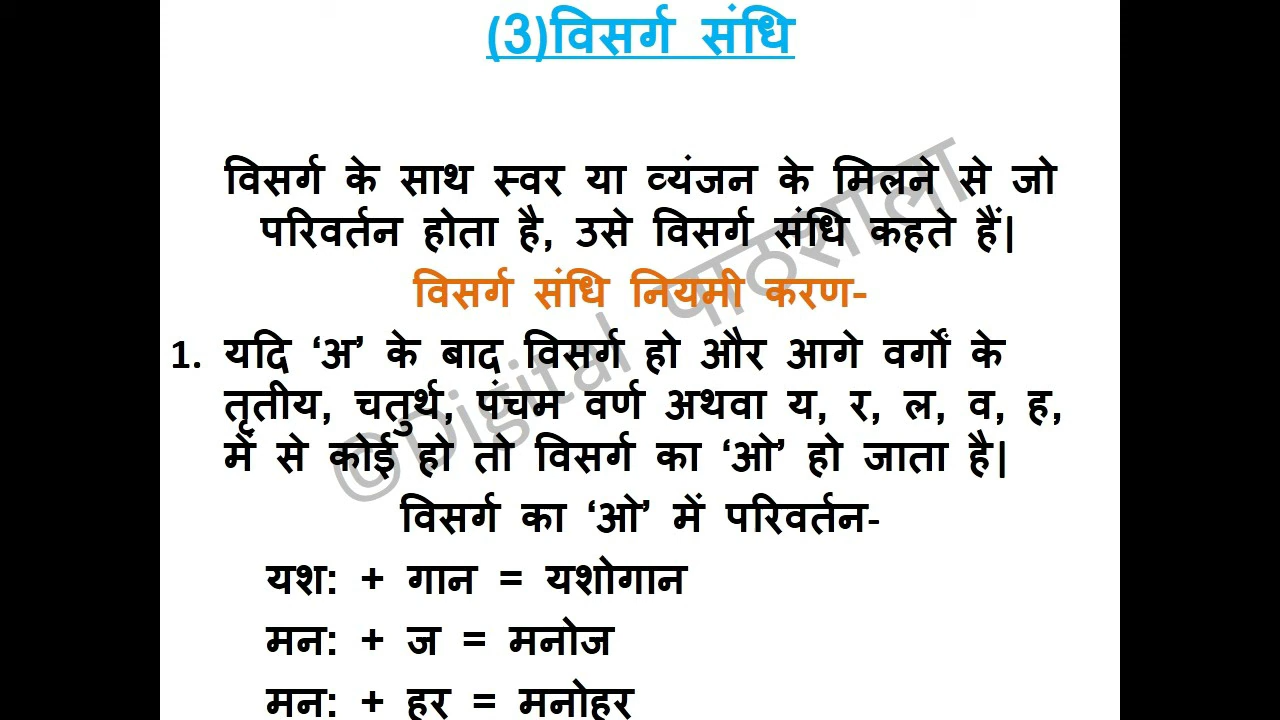 (3)विसर्ग संधि
विसर्ग के साथ स्वर या व्यंजन के मिलने से जो
परिवर्तन होता है, उसे विसर्ग संधि कहते हैं|
विसर्ग संधि नियमी करण-
1. यदि ‘अ’ के बाद विसर्ग हो और आगे वर्गों के
तृतीय, चतुर्थ, पंचम वर्ण अथवा य, र, ल, व, ह,
में से कोई हो तो विसर्ग का ‘ओ’ हो जाता है|
विसर्ग का ‘ओ’ में परिवर्तन-
यश: + गान = यशोगान
मन: + ज = मनोज
मन: + हर = मनोहर
©Digital पाठसाला